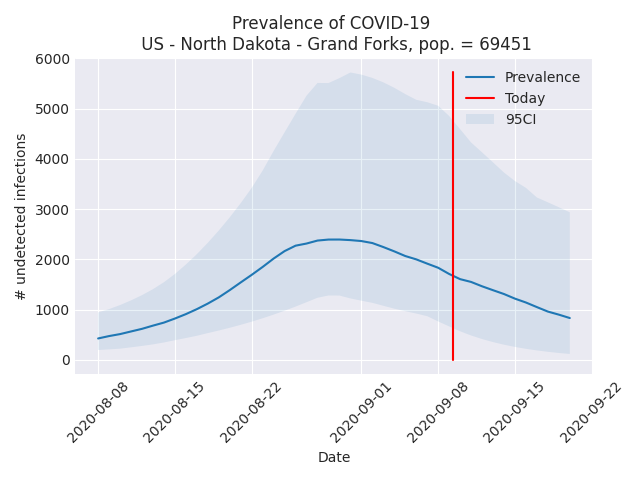 Prevalence of COVID-19
US - North Dakota - Grand Forks, pop. = 69451
6000
5000
4000
3000
2000
1000
0
# undetected infections
Prevalence
Today
95CI
2020-08-08
2020-08-15
2020-08-22
2020-09-01
2020-09-08
2020-09-15
2020-09-22
Date